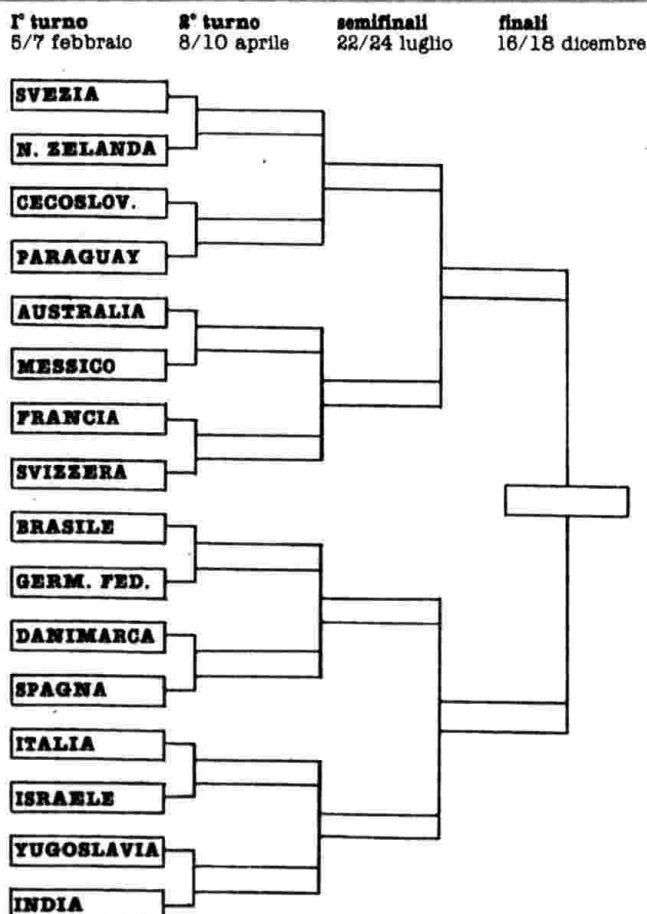 1° turno
5/7 febbraio
2° turno
8/10 aprile
semifinali
22/24 luglio
finali
16/18 dicembre
SVEZIA
N. ZELANDA
CECOSLOV.
PARAGUAY
AUSTRALIA
MESSICO
FRANCIA
SVIZZERA
BRASILE
GERM. FED.
DANIMARCA
SPAGNA
ITALIA
ISRAELE
YUGOSLAVIA
INDIA